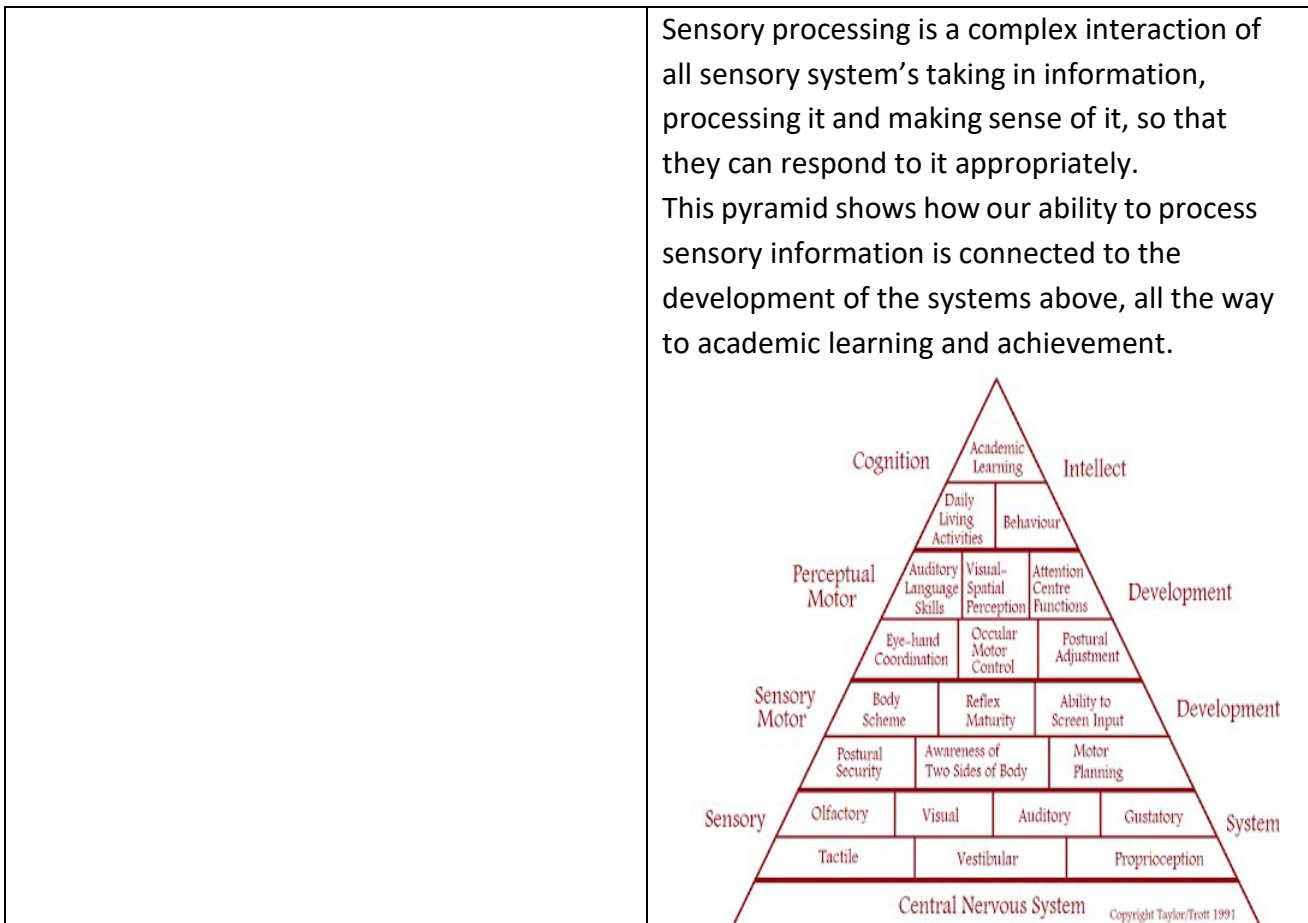 Sensory processing is a complex interaction of
all sensory system’s taking in information,
processing it and making sense of it, so that
they can respond to it appropriately.
This pyramid shows how our ability to process
sensory information is connected to the
development of the systems above, all the way
to academic learning and achievement.
Cognition
Academic
Learning
Intellect
Daily
Living
Activities
Behaviour
Perceptual
Motor
Auditory
Language
Skills
Visual-
Spatial
Perception
Attention
Centre
Functions
Development
Eye-hand
Coordination
Occular
Motor
Control
Postural
Adjustment
Sensory
Motor
Body
Scheme
Reflex
Maturity
Ability to
Screen Input
Development
Postural
Security
Awareness of
Two Sides of Body
Motor
Planning
Sensory
Olfactory
Visual
Auditory
Gustatory
System
Tactile
Vestibular
Proprioception
Central Nervous System
Copyright Taylor/Trott 1991